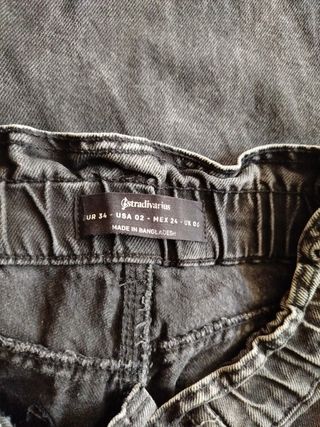 stradivarius
EUR 34 - USA 02 - MEX 24 - UK 06
MADE IN BANGLADESH